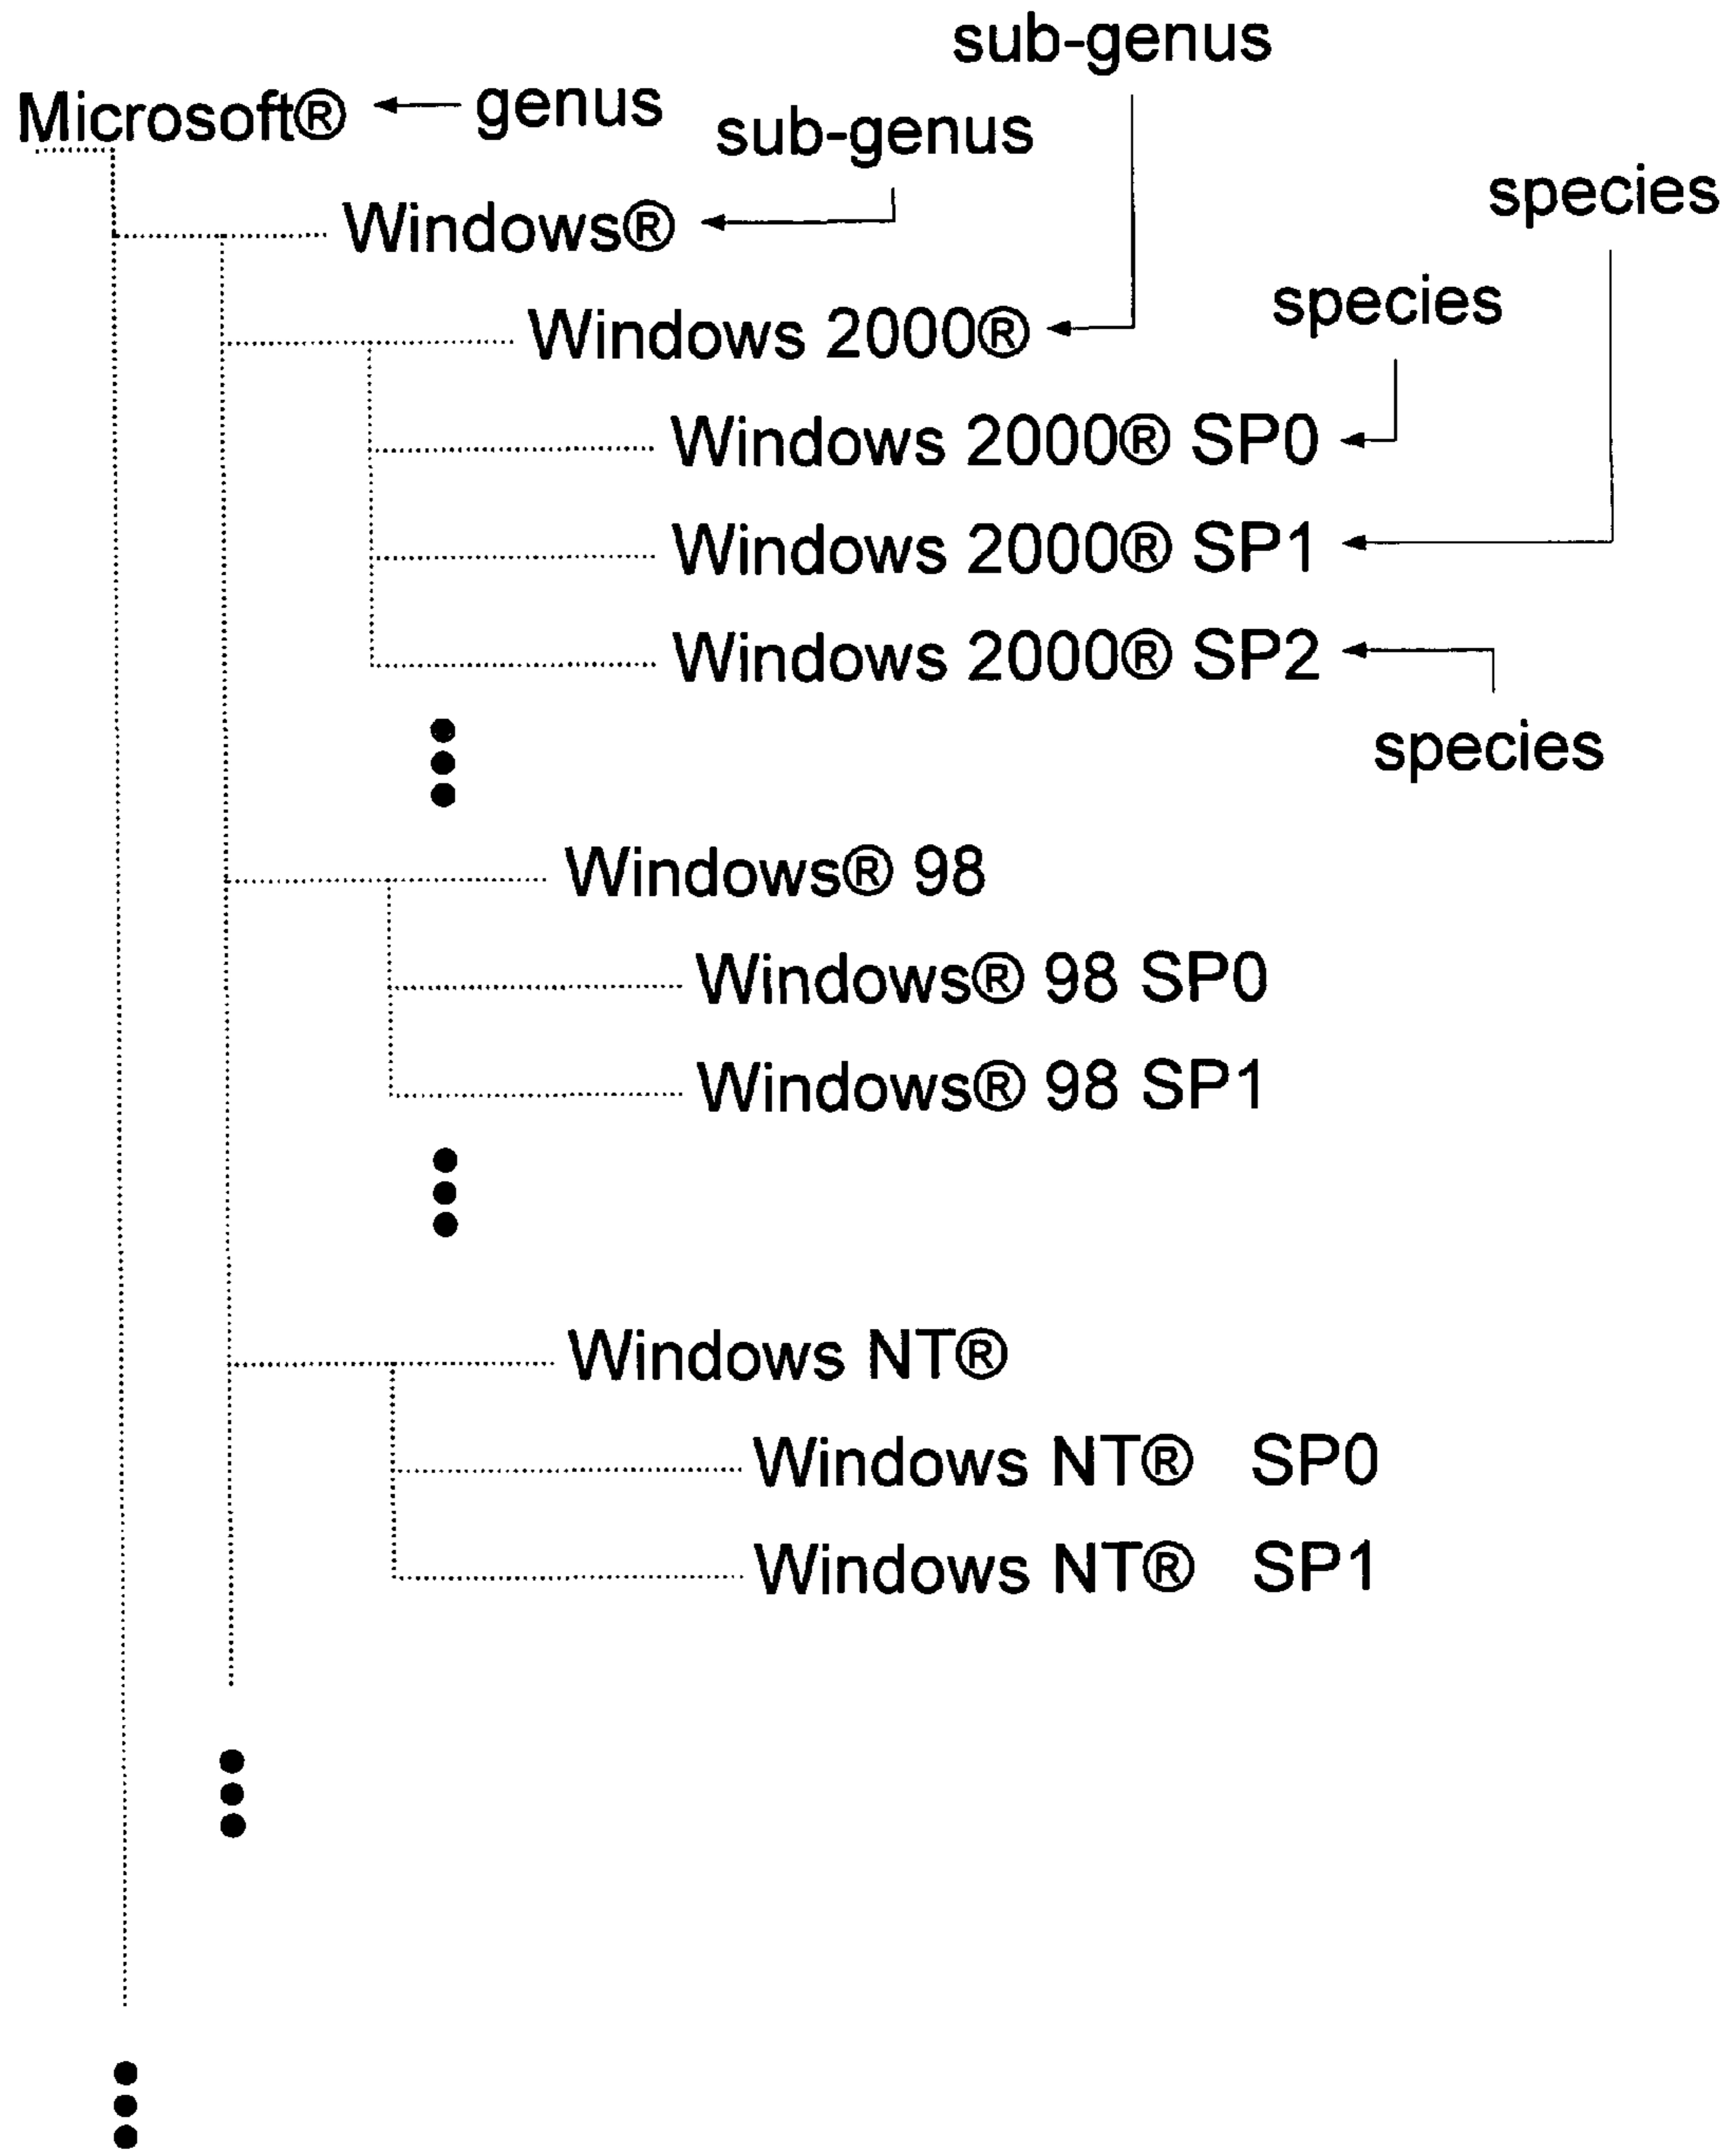 sub-genus
Microsoft® genus
sub-genus
species
Windows®
species
Windows 2000®
Windows 2000® SP0
Windows 2000® SP1
Windows 2000® SP2
species
Windows® 98
Windows® 98 SP0
Windows® 98 SP1
Windows NT®
Windows NT® SP0
Windows NT® SP1